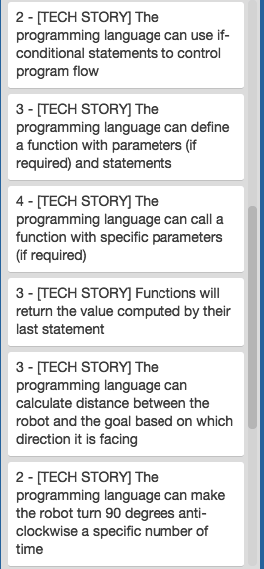 2 - [TECH STORY] The
programming language can use if-
conditional statements to control
program flow
3 - [TECH STORY] The
programming language can define
a function with parameters (if
required) and statements
4 - [TECH STORY] The
programming language can call a
function with specific parameters
(if required)
3 - [TECH STORY] Functions will
return the value computed by their
last statement
3 - [TECH STORY] The
programming language can
calculate distance between the
robot and the goal based on which
direction it is facing
2 - [TECH STORY] The
programming language can make
the robot turn 90 degrees anti-
clockwise a specific number of
time